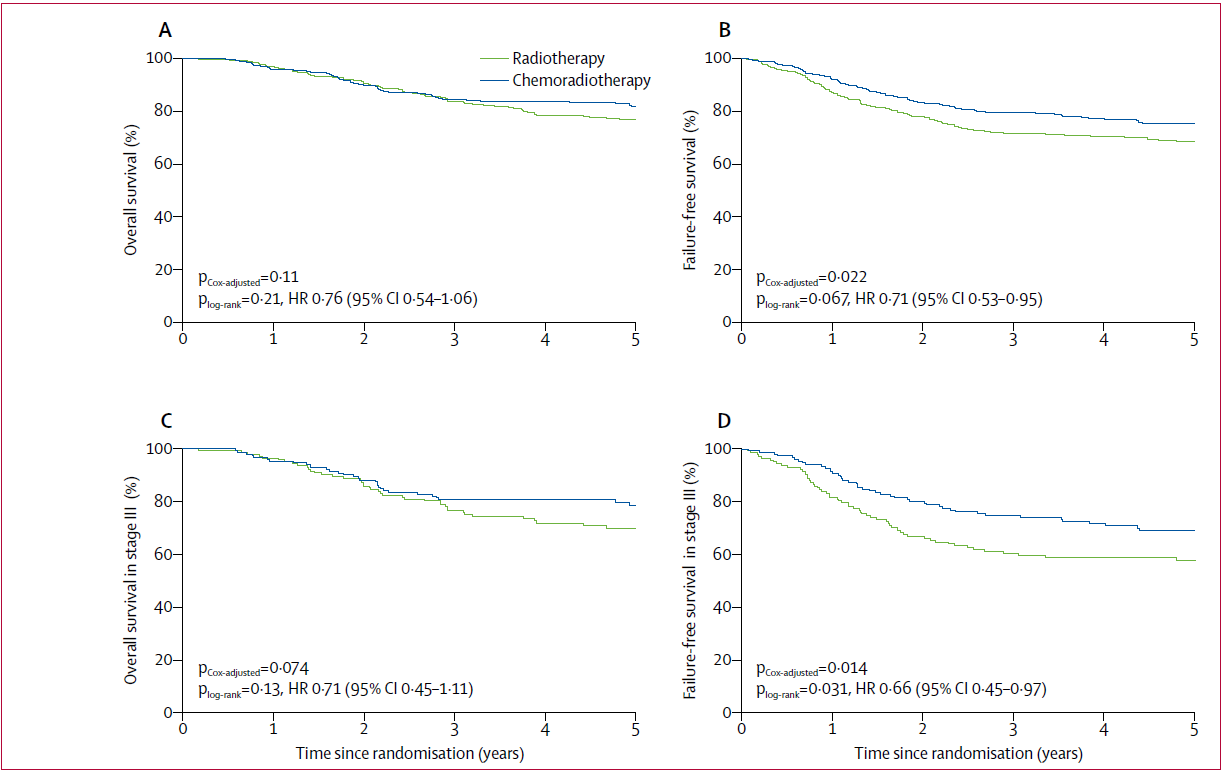 A
100
80
60
40
20
0
Overall survival (%)
Radiotherapy
Chemoradiotherapy
pCox-adjusted=0·11
plog-rank=0·21, HR 0·76 (95% CI 0·54–1·06)
0 1 2 3 4 5
B
100
80
60
40
20
0
Failure-free survival (%)
pCox-adjusted=0·022
plog-rank=0·067, HR 0·71 (95% CI 0·53–0·95)
0 1 2 3 4 5
C
100
80
60
40
20
0
Overall survival in stage III (%)
pCox-adjusted=0·074
plog-rank=0·13, HR 0·71 (95% CI 0·45–1·11)
0 1 2 3 4 5
Time since randomisation (years)
D
100
80
60
40
20
0
Failure-free survival in stage III (%)
pCox-adjusted=0·014
plog-rank=0·031, HR 0·66 (95% CI 0·45–0·97)
0 1 2 3 4 5
Time since randomisation (years)